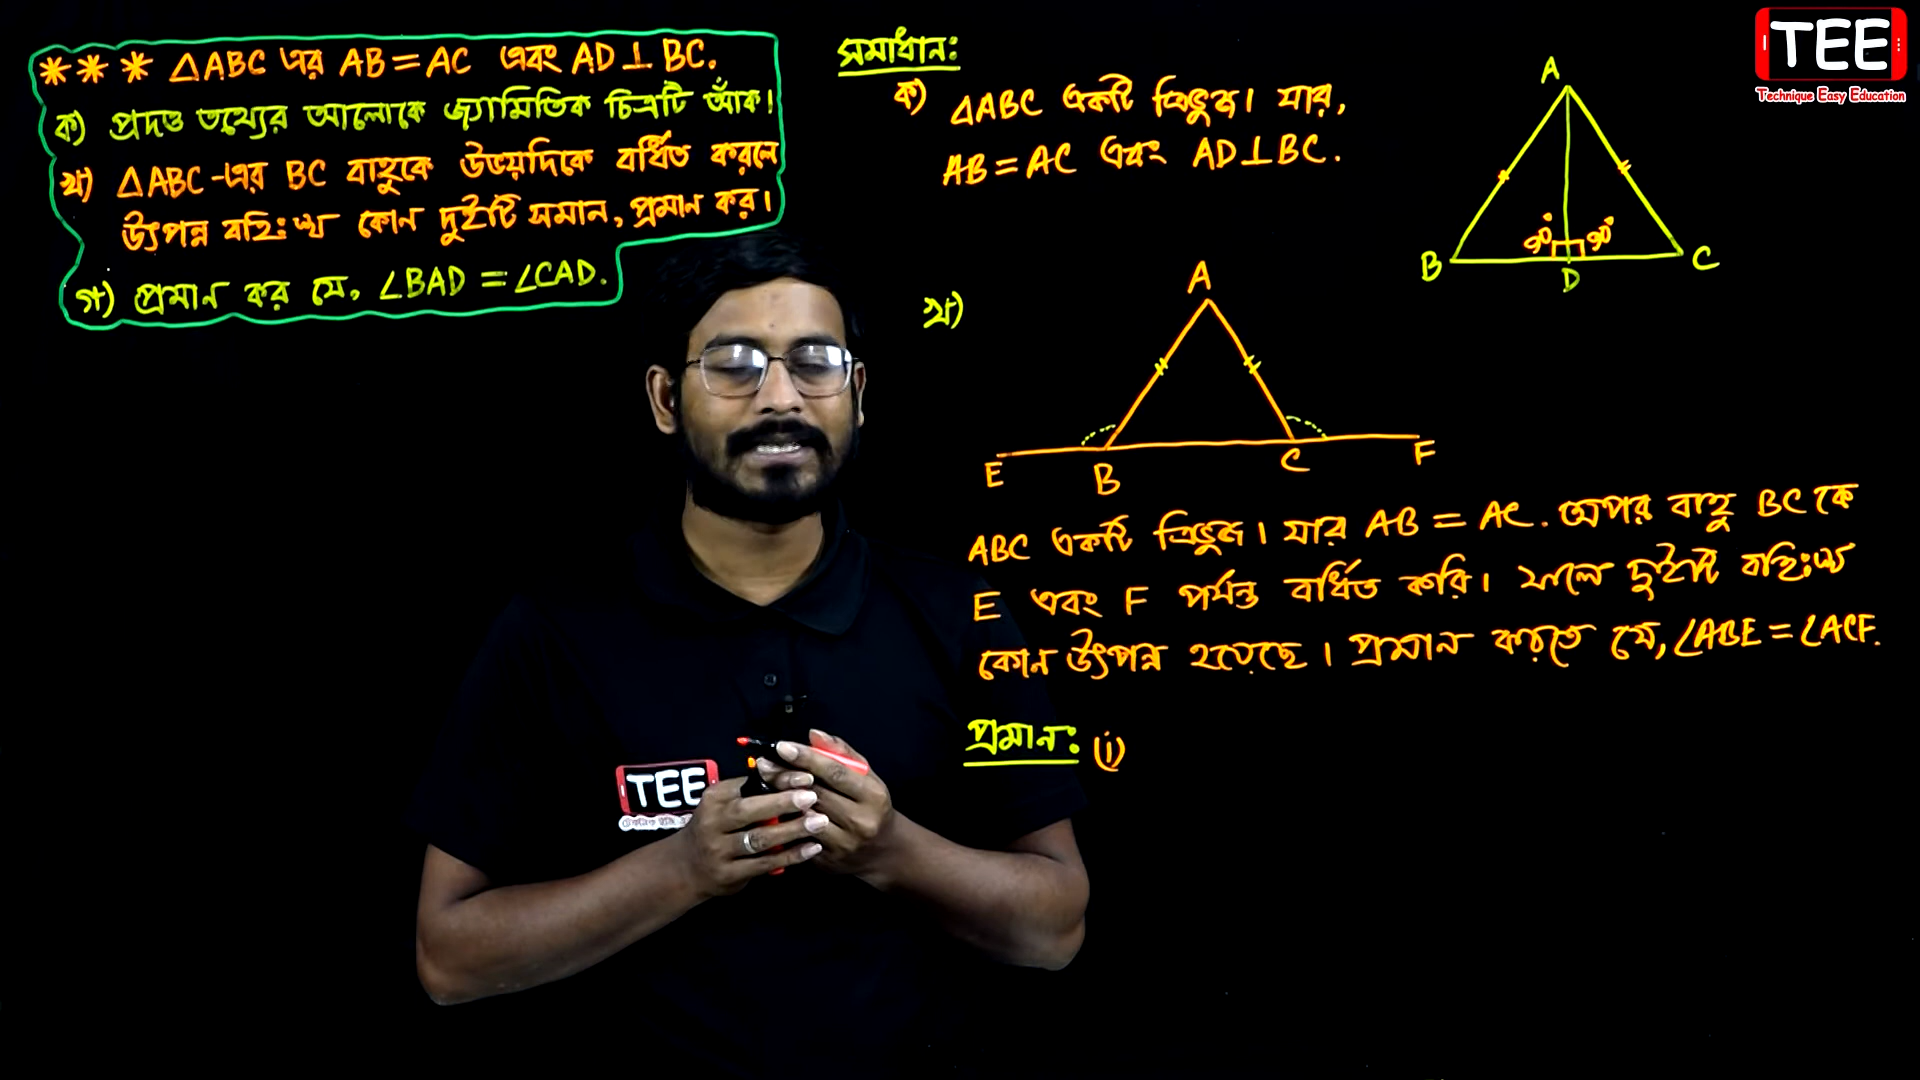 *** △ABC এর AB = AC এবং AD ⊥ BC.
ক) প্রদত্ত তথ্যের আলোকে জ্যামিতিক চিত্রটি আঁক।
খ) △ABC-এর BC বাহুকে উভয়দিকে বর্ধিত করলে
উৎপন্ন বহিঃস্থ কোন দুইটি সমান, প্রমান কর।
গ) প্রমান কর যে, ∠BAD = ∠CAD.
সমাধান:
ক) △ABC একটি ত্রিভুজ। যার,
AB = AC এবং AD ⊥ BC.
A
90° 90°
B D C
খ)
A
E B C F
ABC একটি ত্রিভুজ। যার AB = AC. অপর বাহু BC কে
E এবং F পর্যন্ত বর্ধিত করি। ফলে দুইটি বহিঃস্থ
কোন উৎপন্ন হয়েছে। প্রমান করতে যে, ∠ABE = ∠ACF.
প্রমান: (i)
TEE
Technique Easy Education
TEE